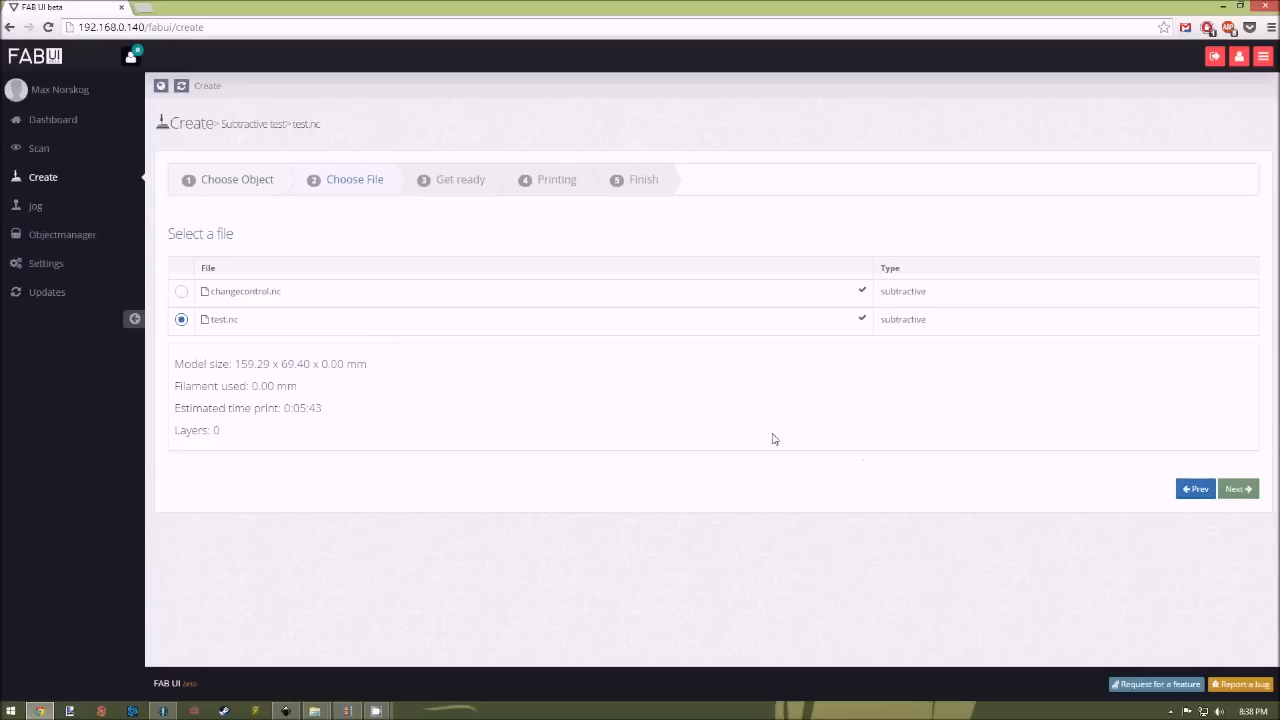 FAB UI beta
192.168.0.140/fabui/create
FABUI
Max Norskog
Dashboard
Scan
Create
Jog
Objectmanager
Settings
Updates
Create
Create> Subtractive test> test.nc
1 Choose Object 2 Choose File 3 Get ready 4 Printing 5 Finish
Select a file
File Type
changecontrol.nc subtractive
test.nc subtractive
Model size: 159.29 x 69.40 x 0.00 mm
Filament used: 0.00 mm
Estimated time print: 0:05:43
Layers: 0
Prev Next
FAB UI beta
Request for a feature Report a bug
8:38 PM